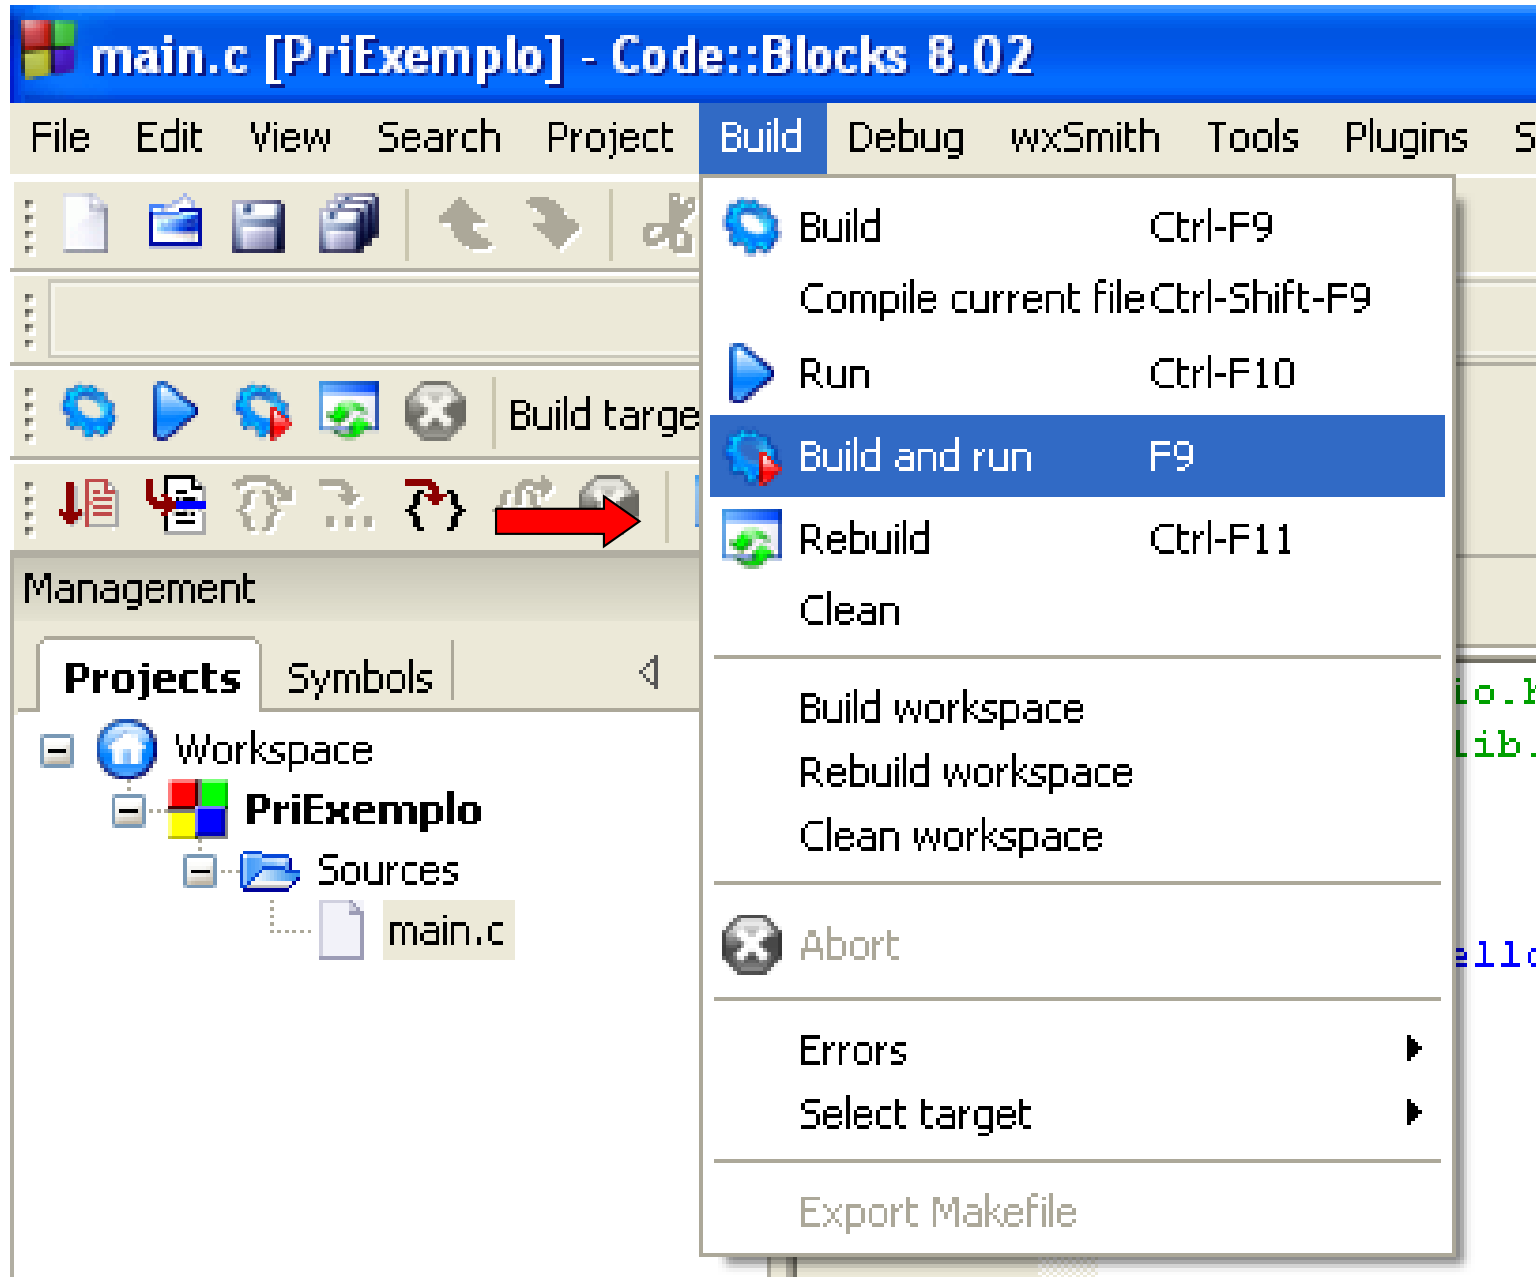 main.c [PriExemplo] - Code::Blocks 8.02
File Edit View Search Project Build Debug wxSmith Tools Plugins
Build Ctrl-F9
Compile current file Ctrl-Shift-F9
Run Ctrl-F10
Build targe
Build and run F9
Rebuild Ctrl-F11
Management
Clean
Projects Symbols
Build workspace
Workspace
Rebuild workspace
PriExemplo
Clean workspace
Sources
main.c
Abort
Errors
Select target
Export Makefile